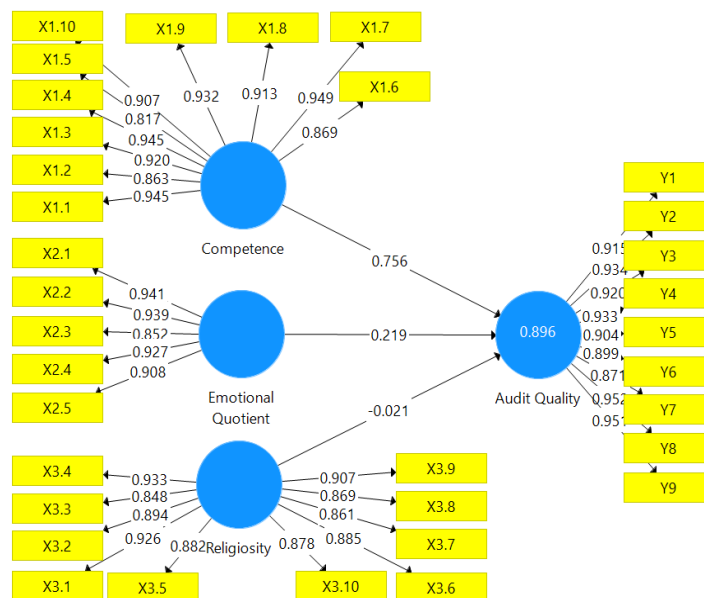 X1.10
X1.9
X1.8
X1.7
X1.5
X1.6
X1.4
X1.3
X1.2
X1.1
0.907
0.817
0.945
0.920
0.863
0.945
0.932
0.913
0.949
0.869
Competence
X2.1
X2.2
X2.3
X2.4
X2.5
0.941
0.939
0.852
0.927
0.908
Emotional
Quotient
0.756
0.219
-0.021
0.896
Audit Quality
Y1
Y2
Y3
Y4
Y5
Y6
Y7
Y8
Y9
0.915
0.934
0.920
0.933
0.904
0.899
0.871
0.952
0.951
X3.4
X3.3
X3.2
X3.1
X3.5
0.933
0.848
0.894
0.926
0.882
Religiosity
0.907
0.869
0.861
0.885
0.878
X3.9
X3.8
X3.7
X3.10
X3.6